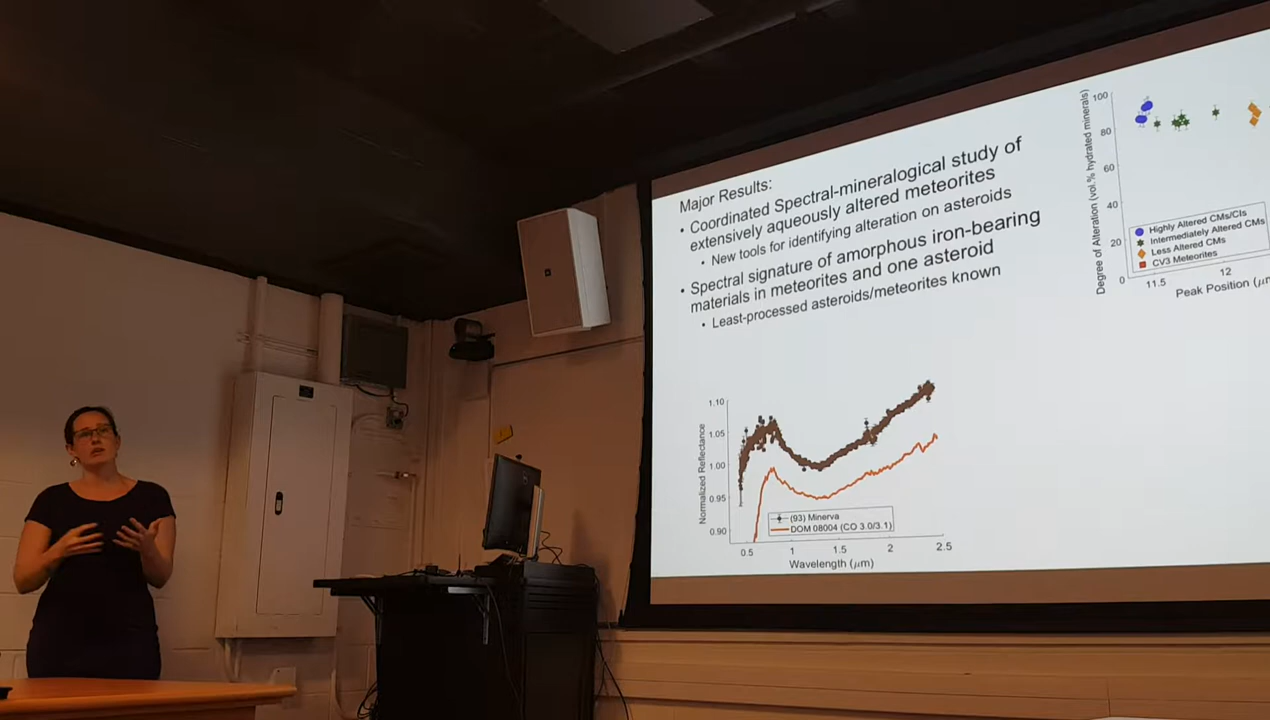 Major Results:
• Coordinated Spectral-mineralogical study of
extensively aqueously altered meteorites
• New tools for identifying alteration on asteroids
• Spectral signature of amorphous iron-bearing
materials in meteorites and one asteroid
• Least-processed asteroids/meteorites known
Degree of Alteration (vol.% hydrated minerals)
100
80
60
40
20
0
Highly Altered CMs/CIs
Intermediately Altered CMs
Less Altered CMs
CV3 Meteorites
11.5
12
Peak Position (μm
Normalized Reflectance
1.10
1.05
1.00
0.95
0.90
(93) Minerva
DOM 08004 (CO 3.0/3.1)
0.5
1
1.5
2
2.5
Wavelength (μm)